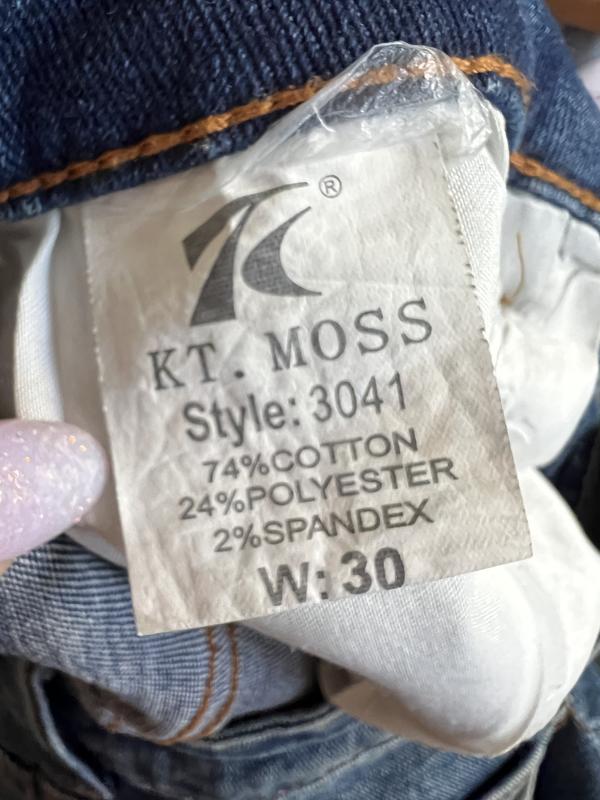 ®
KT. MOSS
Style: 3041
74%COTTON
24%POLYESTER
2%SPANDEX
W: 30